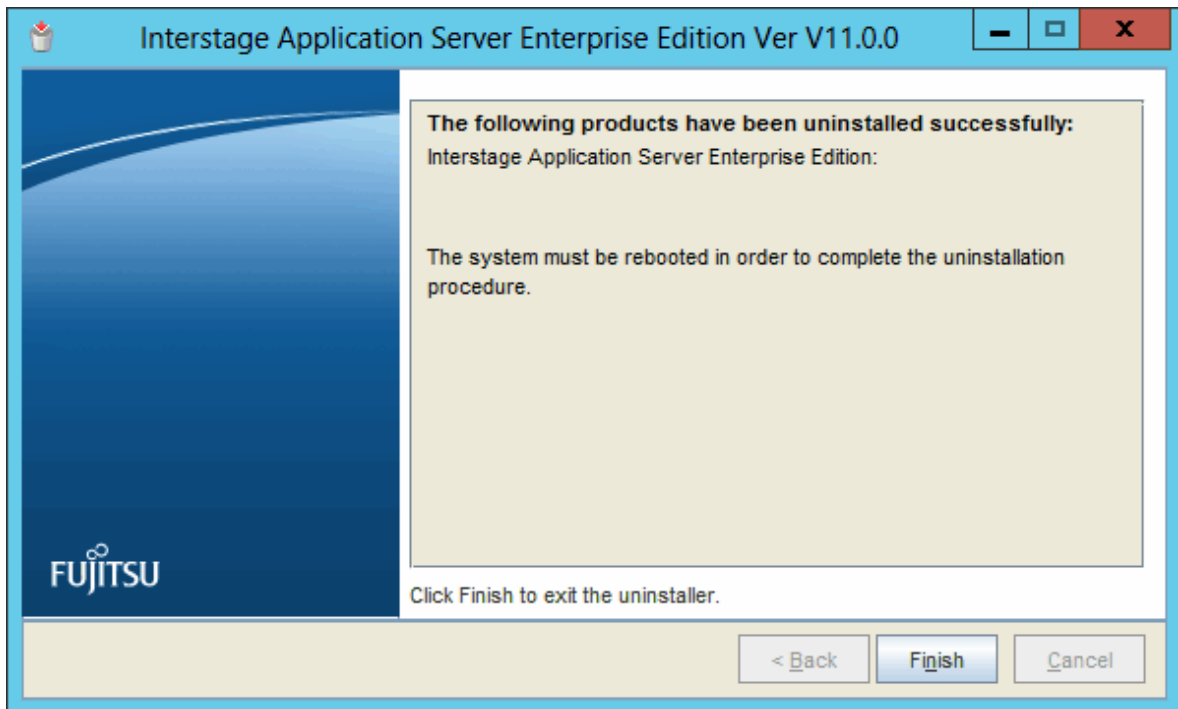 Interstage Application Server Enterprise Edition Ver V11.0.0
The following products have been uninstalled successfully:
Interstage Application Server Enterprise Edition:
The system must be rebooted in order to complete the uninstallation
procedure.
FUJITSU
Click Finish to exit the uninstaller.
< Back
Finish
Cancel